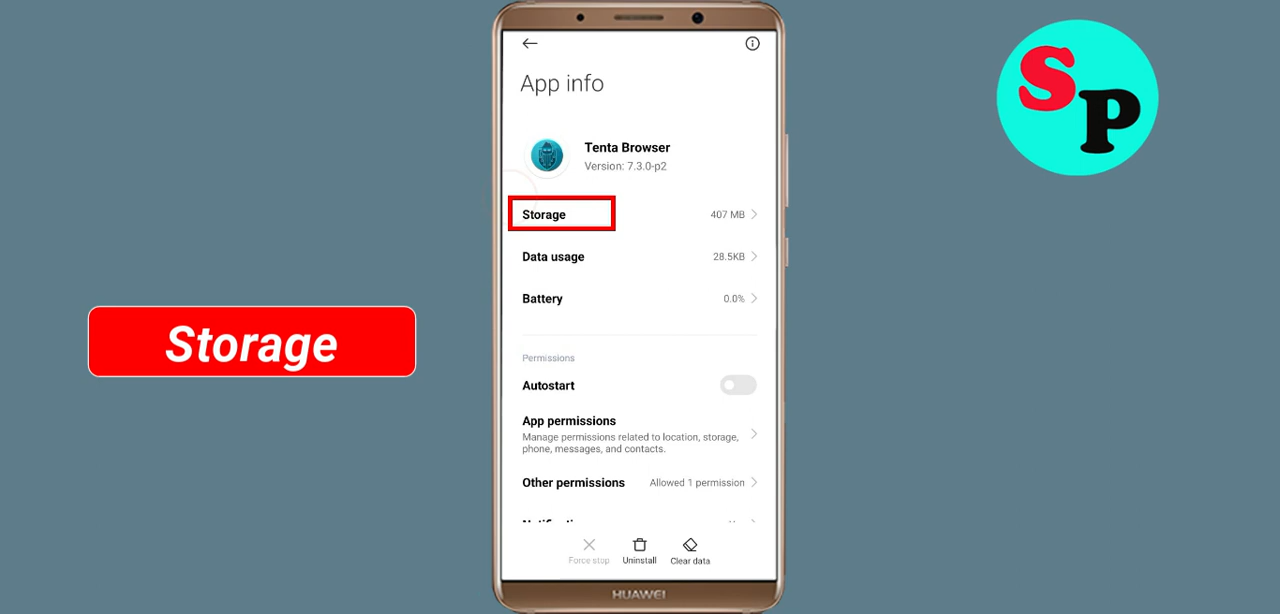 App info
Tenta Browser
Version: 7.3.0-p2
Storage
407 MB
Data usage
28.5KB
Battery
0.0%
Permissions
Autostart
App permissions
Manage permissions related to location, storage,
phone, messages, and contacts.
Other permissions
Allowed 1 permission
Force stop
Uninstall
Clear data
HUAWEI
Storage
SP